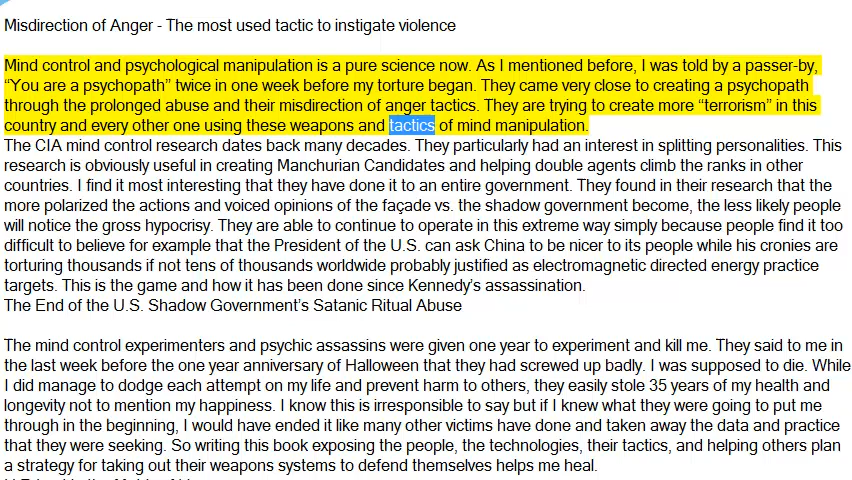 Misdirection of Anger - The most used tactic to instigate violence
Mind control and psychological manipulation is a pure science now. As I mentioned before, I was told by a passer-by,
“You are a psychopath” twice in one week before my torture began. They came very close to creating a psychopath
through the prolonged abuse and their misdirection of anger tactics. They are trying to create more “terrorism” in this
country and every other one using these weapons and tactics of mind manipulation.
The CIA mind control research dates back many decades. They particularly had an interest in splitting personalities. This
research is obviously useful in creating Manchurian Candidates and helping double agents climb the ranks in other
countries. I find it most interesting that they have done it to an entire government. They found in their research that the
more polarized the actions and voiced opinions of the façade vs. the shadow government become, the less likely people
will notice the gross hypocrisy. They are able to continue to operate in this extreme way simply because people find it too
difficult to believe for example that the President of the U.S. can ask China to be nicer to its people while his cronies are
torturing thousands if not tens of thousands worldwide probably justified as electromagnetic directed energy practice
targets. This is the game and how it has been done since Kennedy’s assassination.
The End of the U.S. Shadow Government’s Satanic Ritual Abuse
The mind control experimenters and psychic assassins were given one year to experiment and kill me. They said to me in
the last week before the one year anniversary of Halloween that they had screwed up badly. I was supposed to die. While
I did manage to dodge each attempt on my life and prevent harm to others, they easily stole 35 years of my health and
longevity not to mention my happiness. I know this is irresponsible to say but if I knew what they were going to put me
through in the beginning, I would have ended it like many other victims have done and taken away the data and practice
that they were seeking. So writing this book exposing the people, the technologies, their tactics, and helping others plan
a strategy for taking out their weapons systems to defend themselves helps me heal.